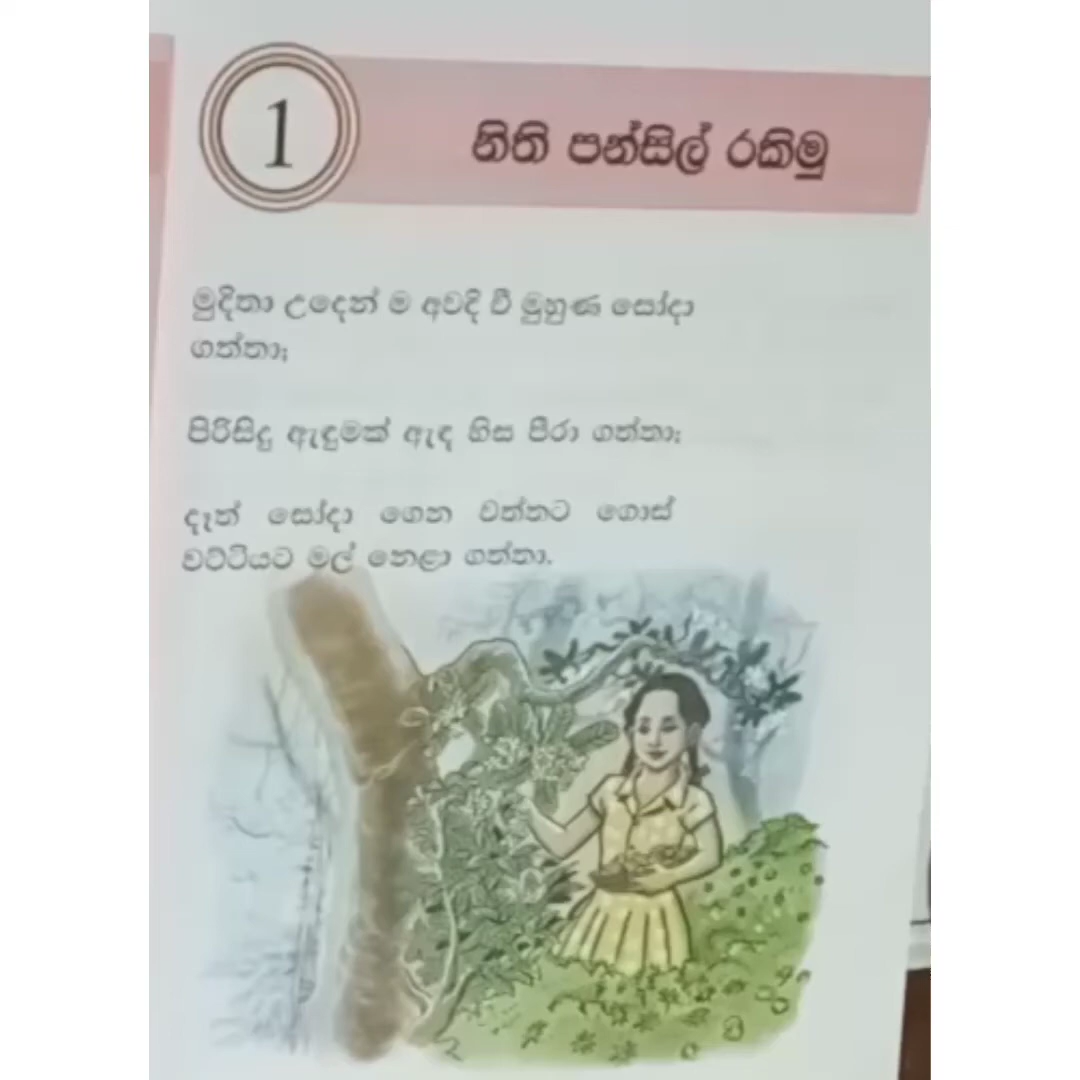 1
නිති පන්සිල් රකිමු
මුදිතා උදෙන් ම අවදි වී මුහුණ සෝදා
ගත්තා;
පිරිසිදු ඇඳුමක් ඇඳ හිස පීරා ගත්තා;
දෑත් සෝදා ගෙන වත්තට ගොස්
වට්ටියට මල් නෙළා ගත්තා.